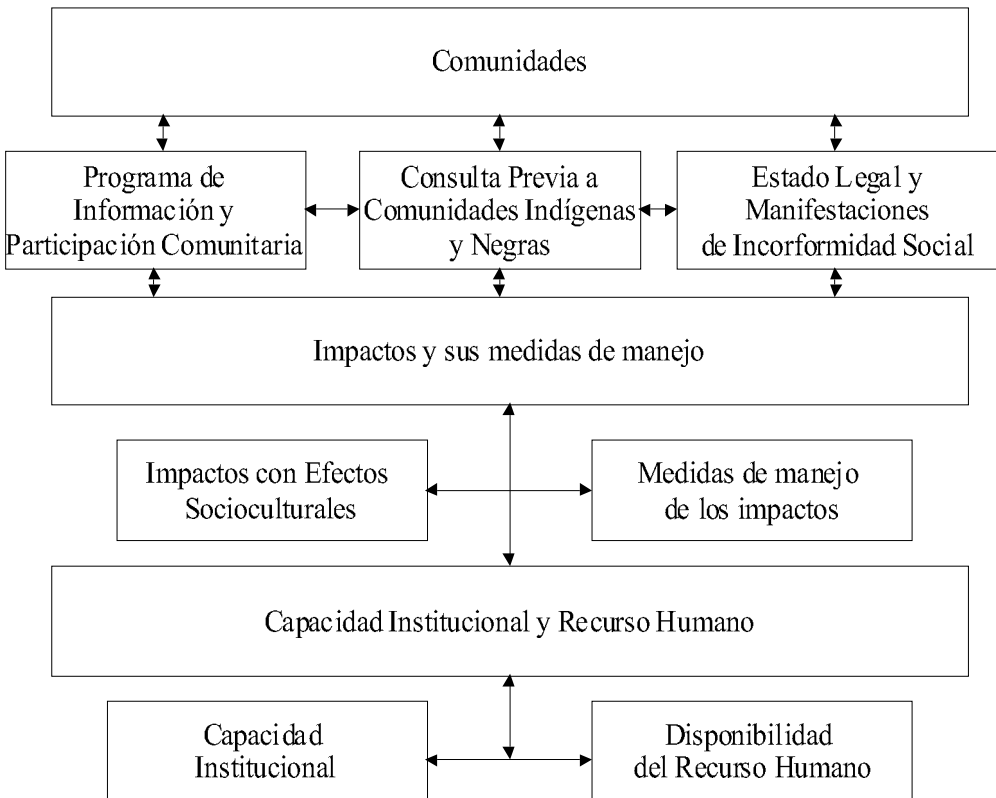 Comunidades
Programa de
Información y
Participación Comunitaria
Consulta Previa a
Comunidades Indígenas
y Negras
Estado Legal y
Manifestaciones
de Incorformidad Social
Impactos y sus medidas de manejo
Impactos con Efectos
Socioculturales
Medidas de manejo
de los impactos
Capacidad Institucional y Recurso Humano
Capacidad
Institucional
Disponibilidad
del Recurso Humano